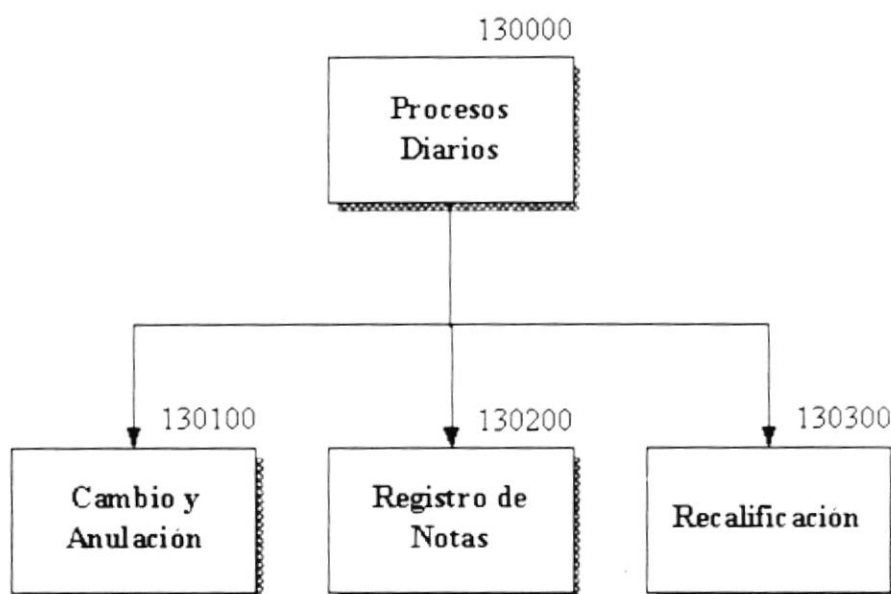 130000
Procesos
Diarios
130100
130200
130300
Cambio y
Anulación
Registro de
Notas
Recalificación